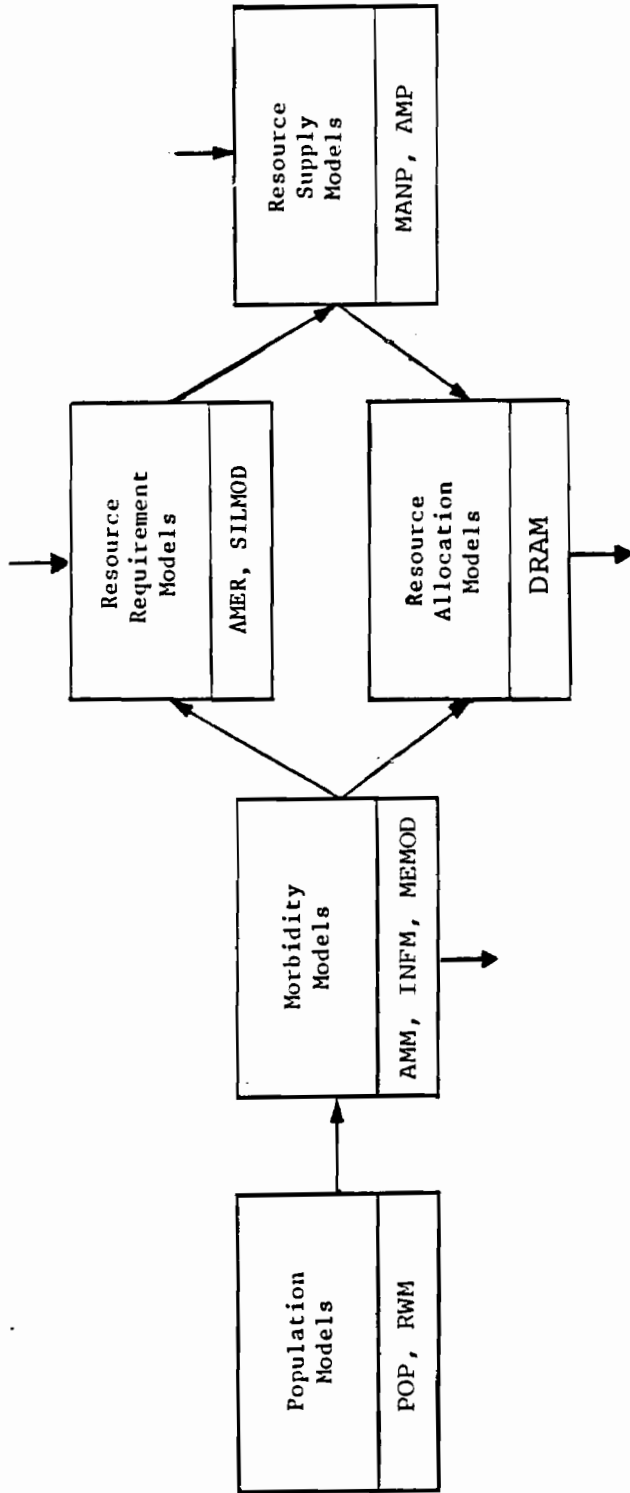 Population
Models
POP, RWM
Morbidity
Models
AMM, INFM, MEMOD
Resource
Requirement
Models
AMER, SILMOD
Resource
Allocation
Models
DRAM
Resource
Supply
Models
MANP, AMP